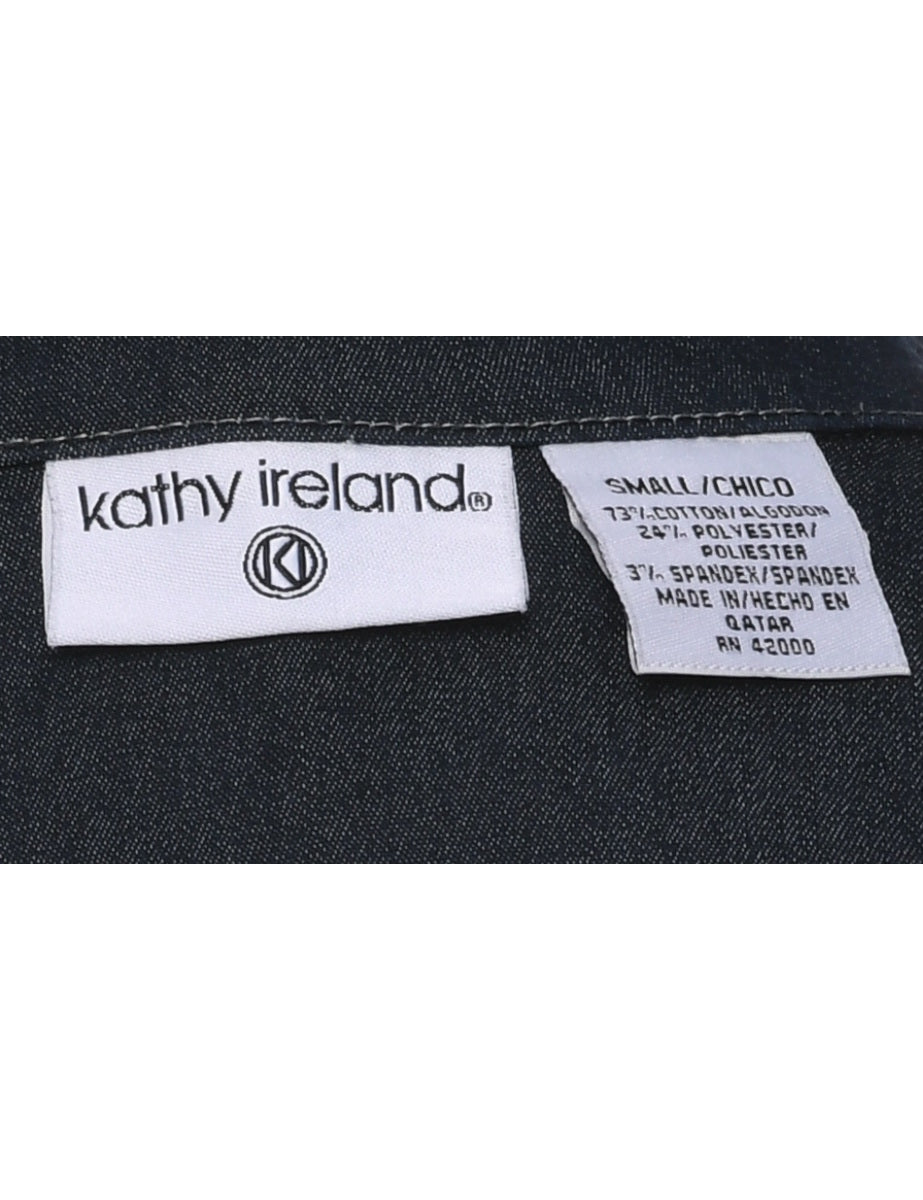 kathy ireland®
KI
SMALL/CHICO
73% COTTON/ALGODON
24% POLYESTER/
POLIESTER
3% SPANDEX/SPANDEX
MADE IN/HECHO EN
QATAR
RN 42000